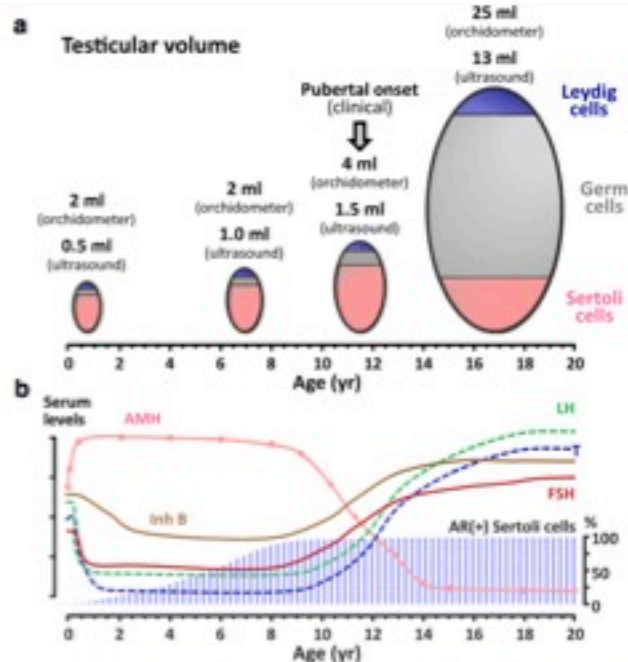 a
Testicular volume
25 ml
(orchidometer)
13 ml
(ultrasound)
Leydig
cells
Pubertal onset
(clinical)
4 ml
(orchidometer)
1.5 ml
(ultrasound)
2 ml
(orchidometer)
1.0 ml
(ultrasound)
2 ml
(orchidometer)
0.5 ml
(ultrasound)
Germ
cells
Sertoli
cells
0 2 4 6 8 10 12 14 16 18 20
Age (yr)
b
Serum
levels
AMH
LH
T
Inh B
FSH
AR(+) Sertoli cells
%
100
50
0
0 2 4 6 8 10 12 14 16 18 20
Age (yr)